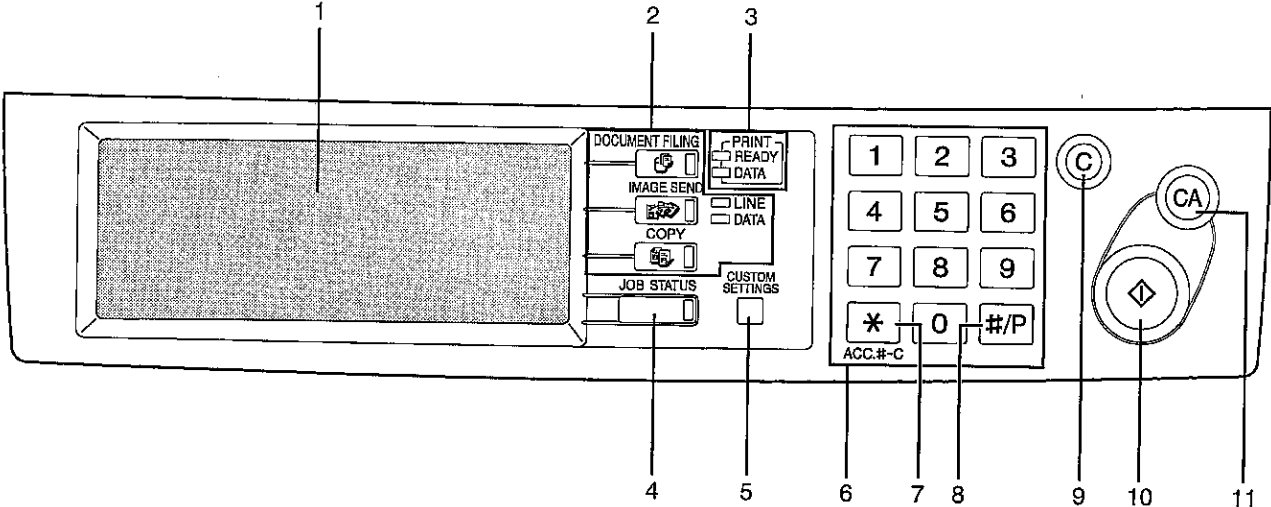 1 2 3
DOCUMENT FILING
PRINT
READY
DATA
IMAGE SEND
LINE
DATA
COPY
JOB STATUS
CUSTOM
SETTINGS
1 2 3
4 5 6
7 8 9
* 0 #/P
ACC.#-C
C
CA
4 5 6 7 8 9 10 11